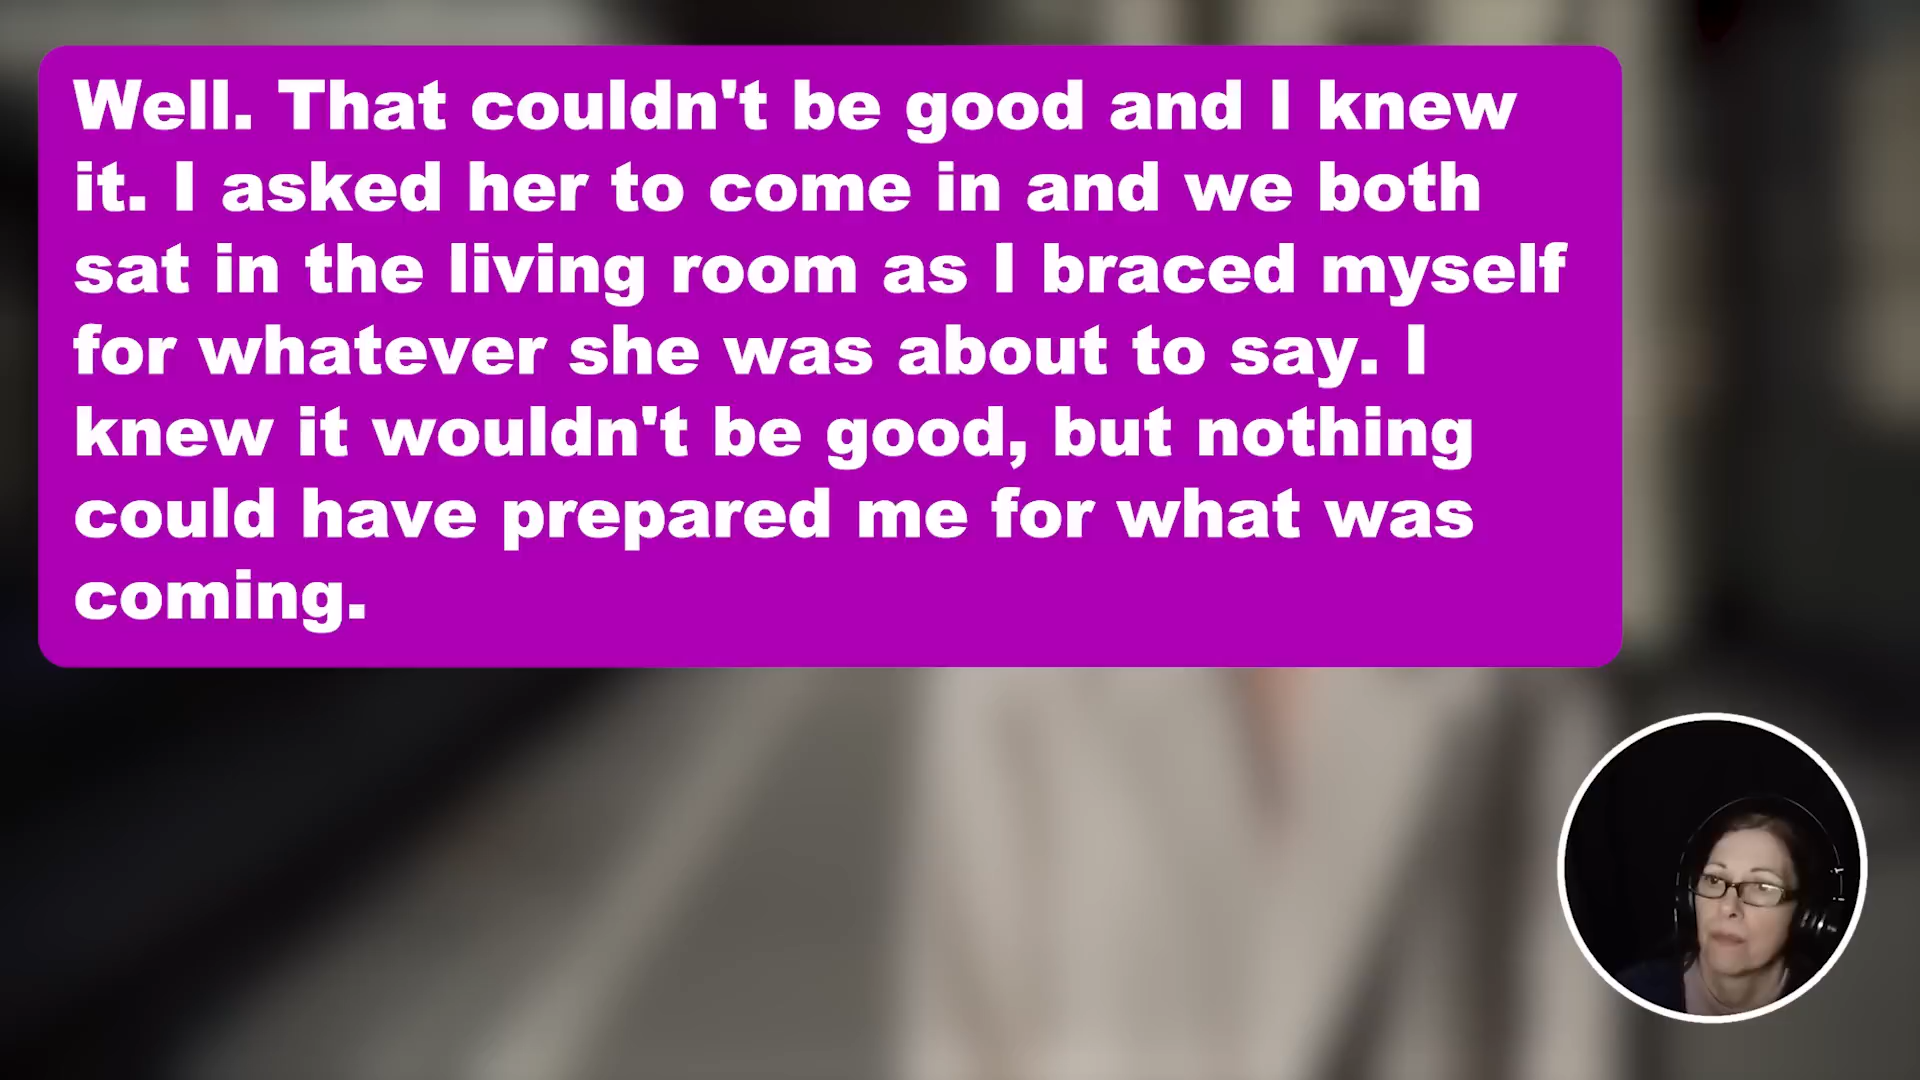 Well. That couldn't be good and I knew
it. I asked her to come in and we both
sat in the living room as I braced myself
for whatever she was about to say. I
knew it wouldn't be good, but nothing
could have prepared me for what was
coming.